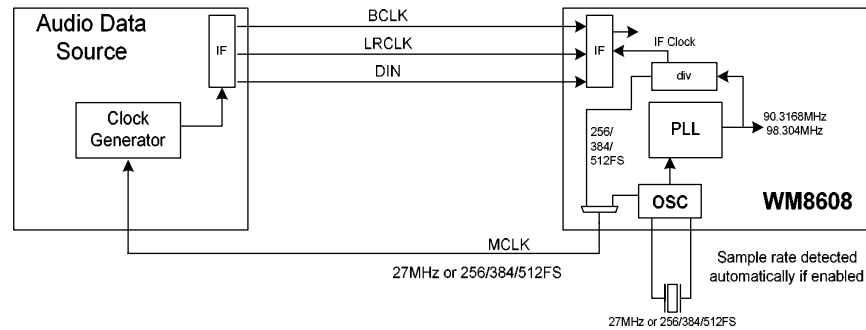 Audio Data
Source
IF
Clock
Generator
BCLK
LRCLK
DIN
MCLK
27MHz or 256/384/512FS
IF
IF Clock
div
PLL
90.3168MHz
98.304MHz
256/
384/
512FS
OSC
WM8608
Sample rate detected
automatically if enabled
27MHz or 256/384/512FS